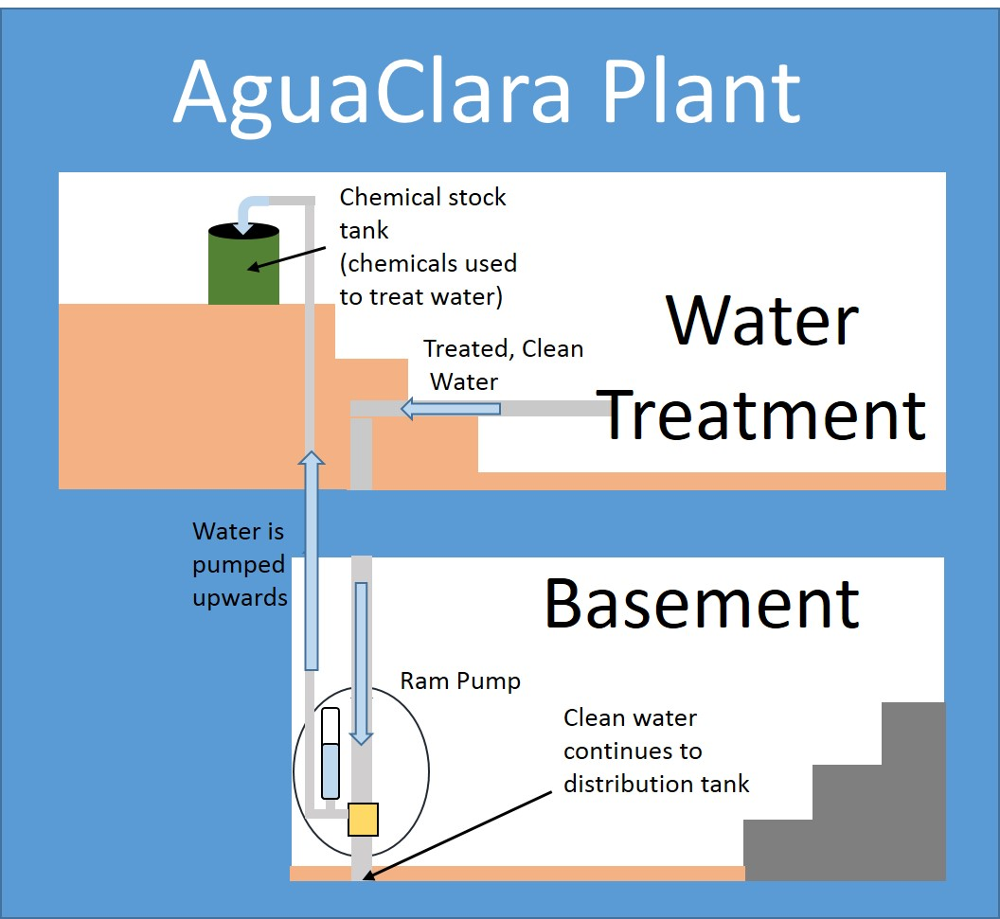 AguaClara Plant
Chemical stock
tank
(chemicals used
to treat water)
Water
Treatment
Treated, Clean
Water
Water is
pumped
upwards
Basement
Ram Pump
Clean water
continues to
distribution tank